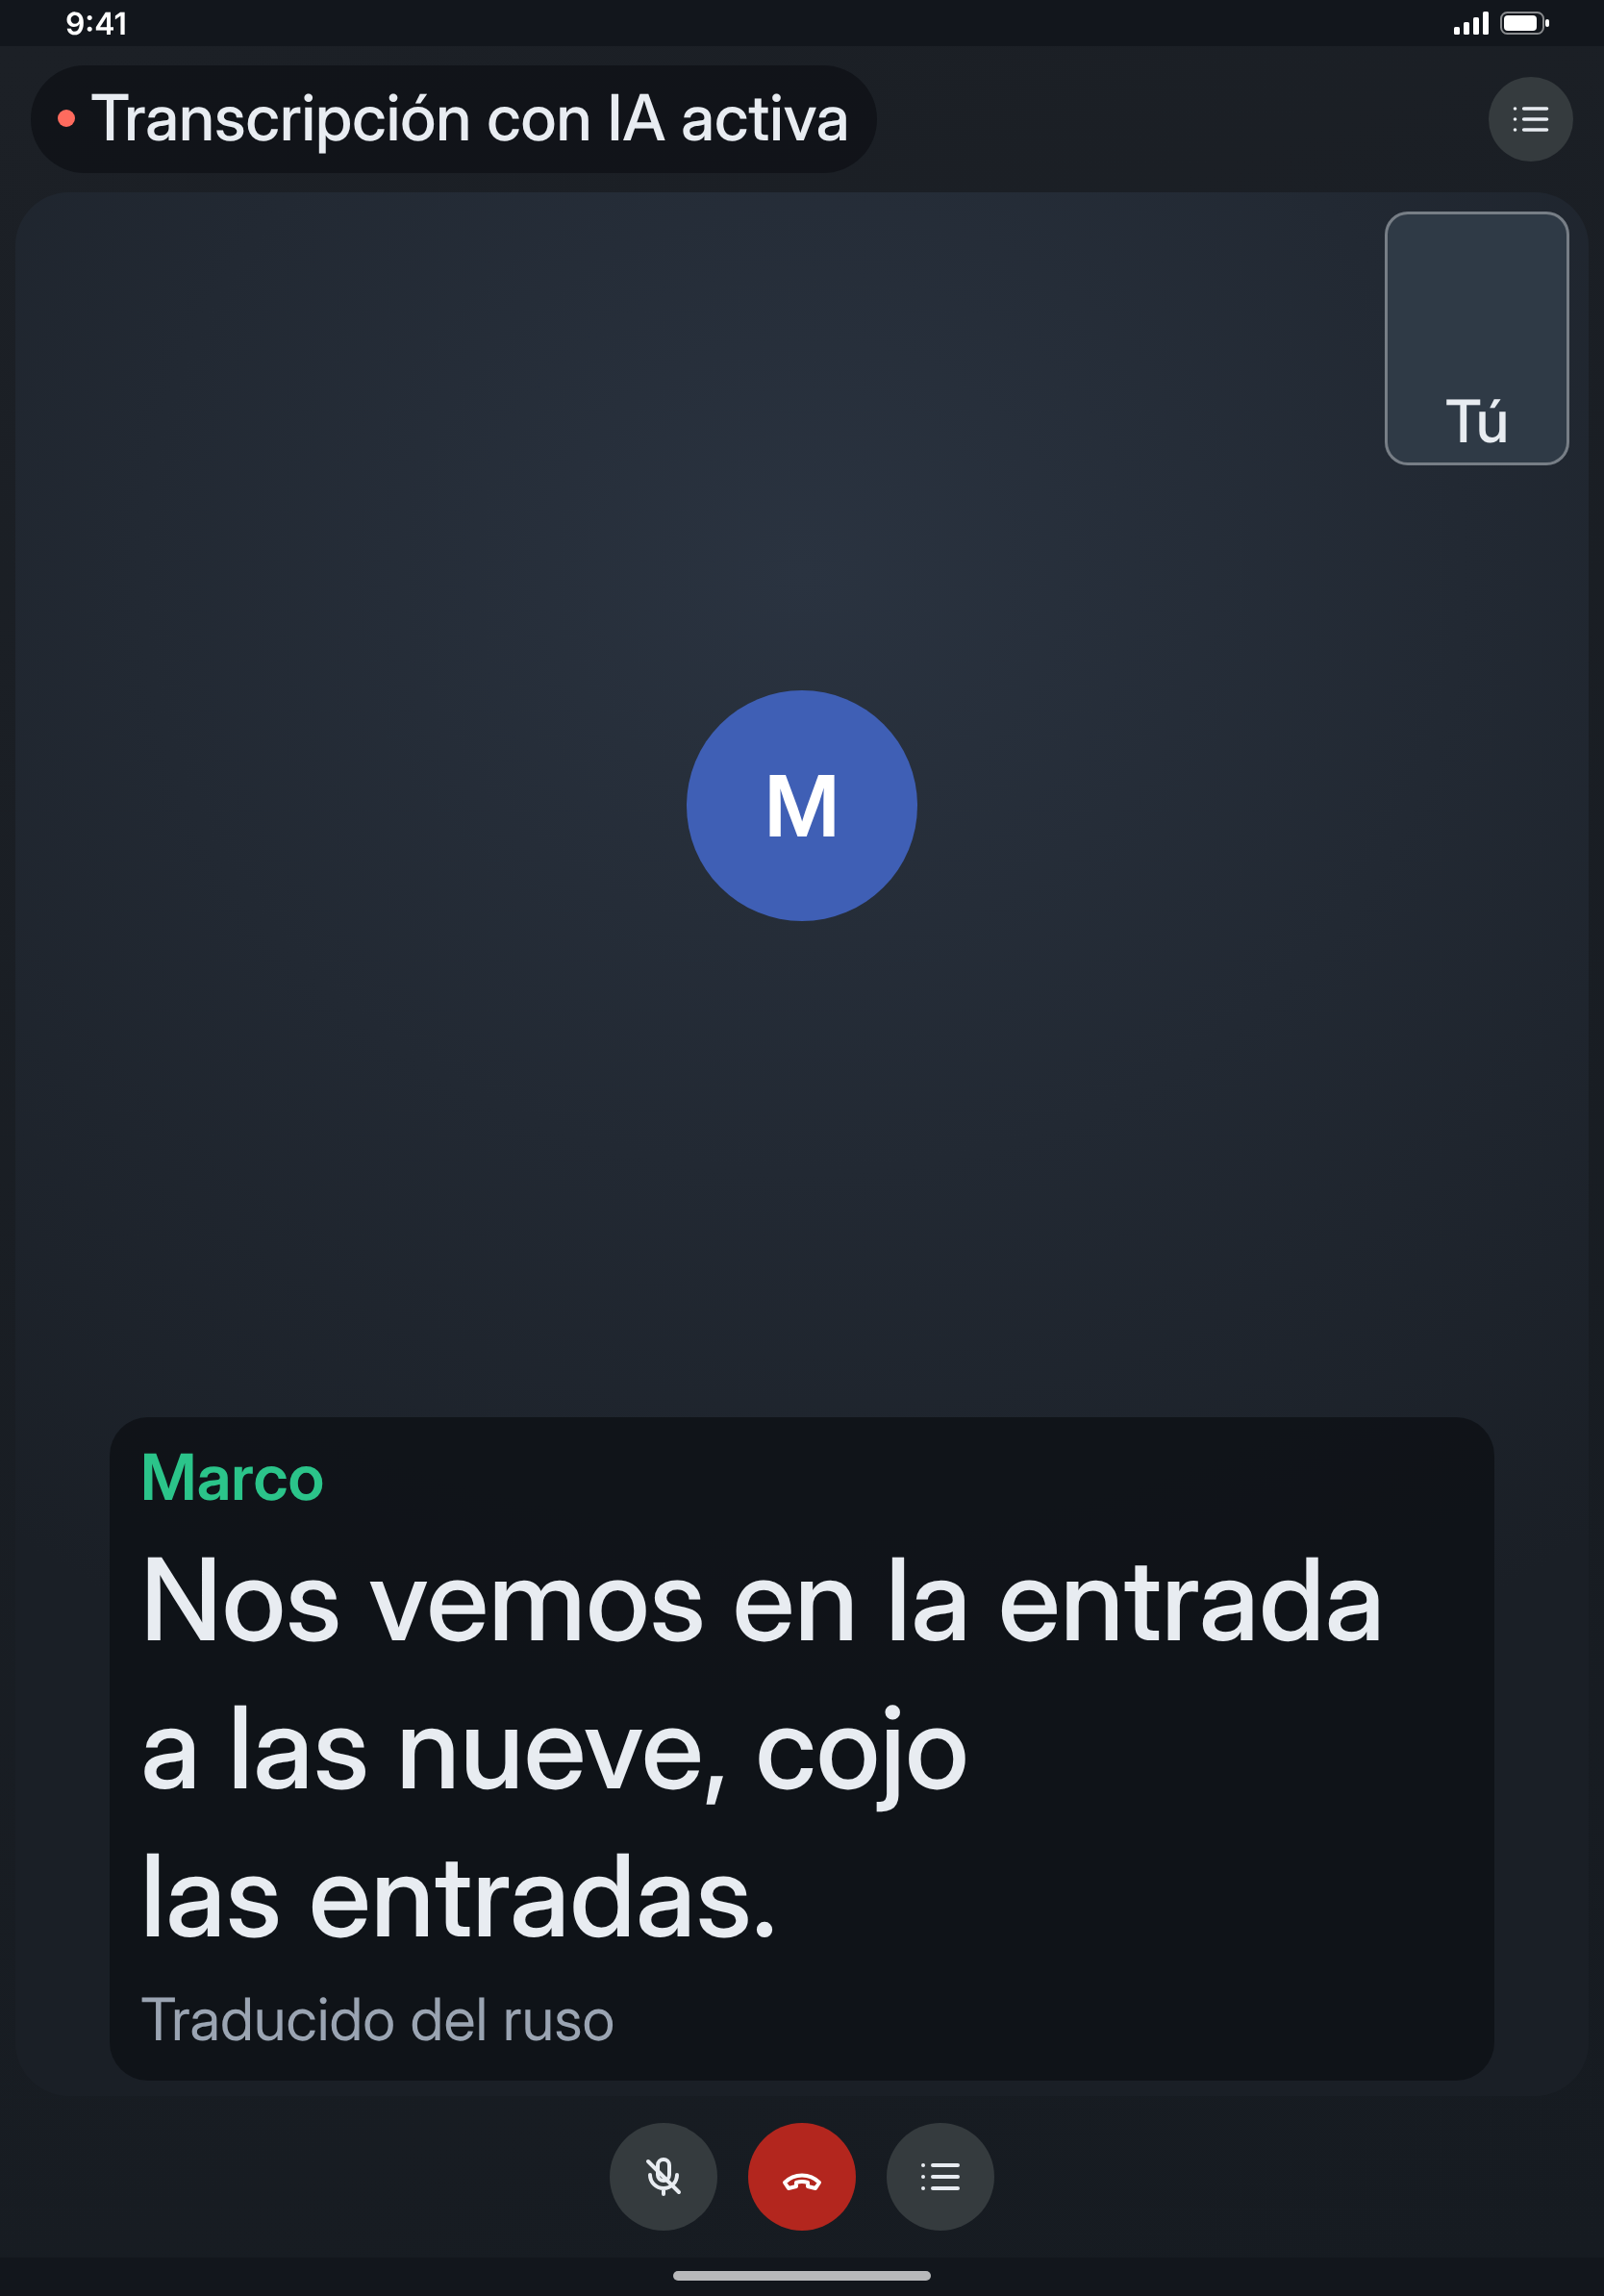 9:41
Transcripción con IA activa
Tú
M
Marco
Nos vemos en la entrada
a las nueve, cojo
las entradas.
Traducido del ruso